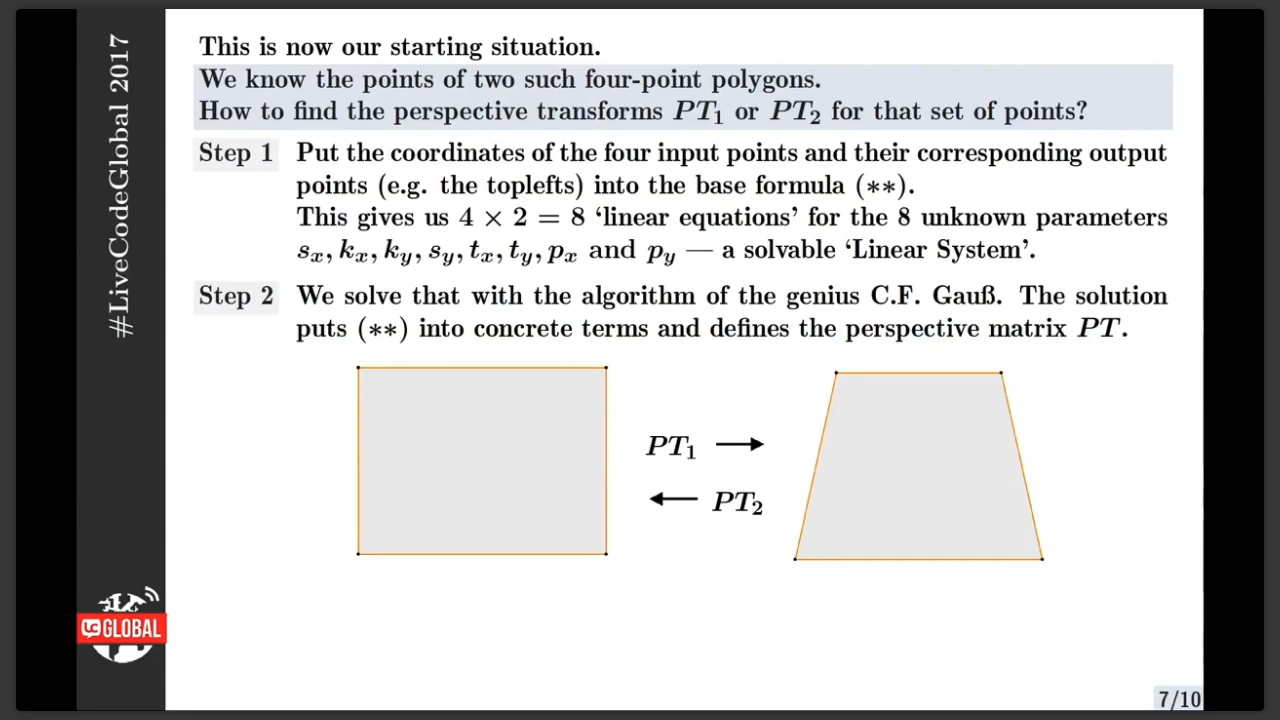 #LiveCodeGlobal 2017
This is now our starting situation.
We know the points of two such four-point polygons.
How to find the perspective transforms PT₁ or PT₂ for that set of points?
Step 1 Put the coordinates of the four input points and their corresponding output
points (e.g. the toplefts) into the base formula (∗∗).
This gives us 4 × 2 = 8 ‘linear equations’ for the 8 unknown parameters
sₓ, kₓ, k_y, s_y, tₓ, t_y, pₓ and p_y — a solvable ‘Linear System’.
Step 2 We solve that with the algorithm of the genius C.F. Gauß. The solution
puts (∗∗) into concrete terms and defines the perspective matrix PT.
PT₁ →
← PT₂
LC GLOBAL
7/10